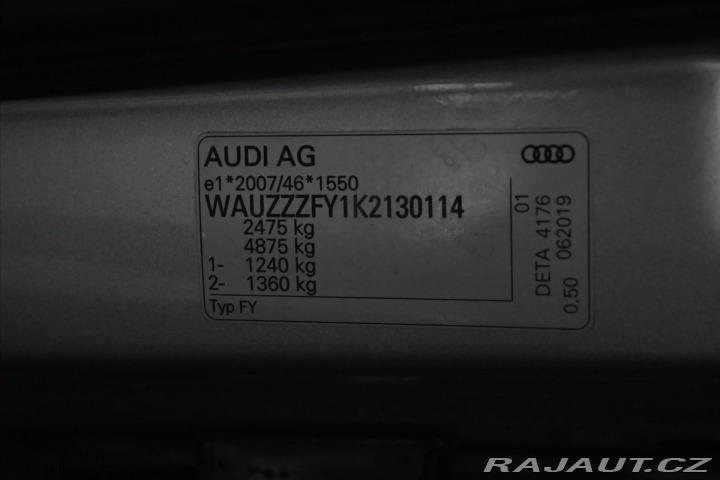 AUDI AG
e1*2007/46*1550
WAUZZZFY1K2130114
2475 kg
4875 kg
1- 1240 kg
2- 1360 kg
Typ FY
01
DETA 4176
0,50 062019
RAJAUT.CZ